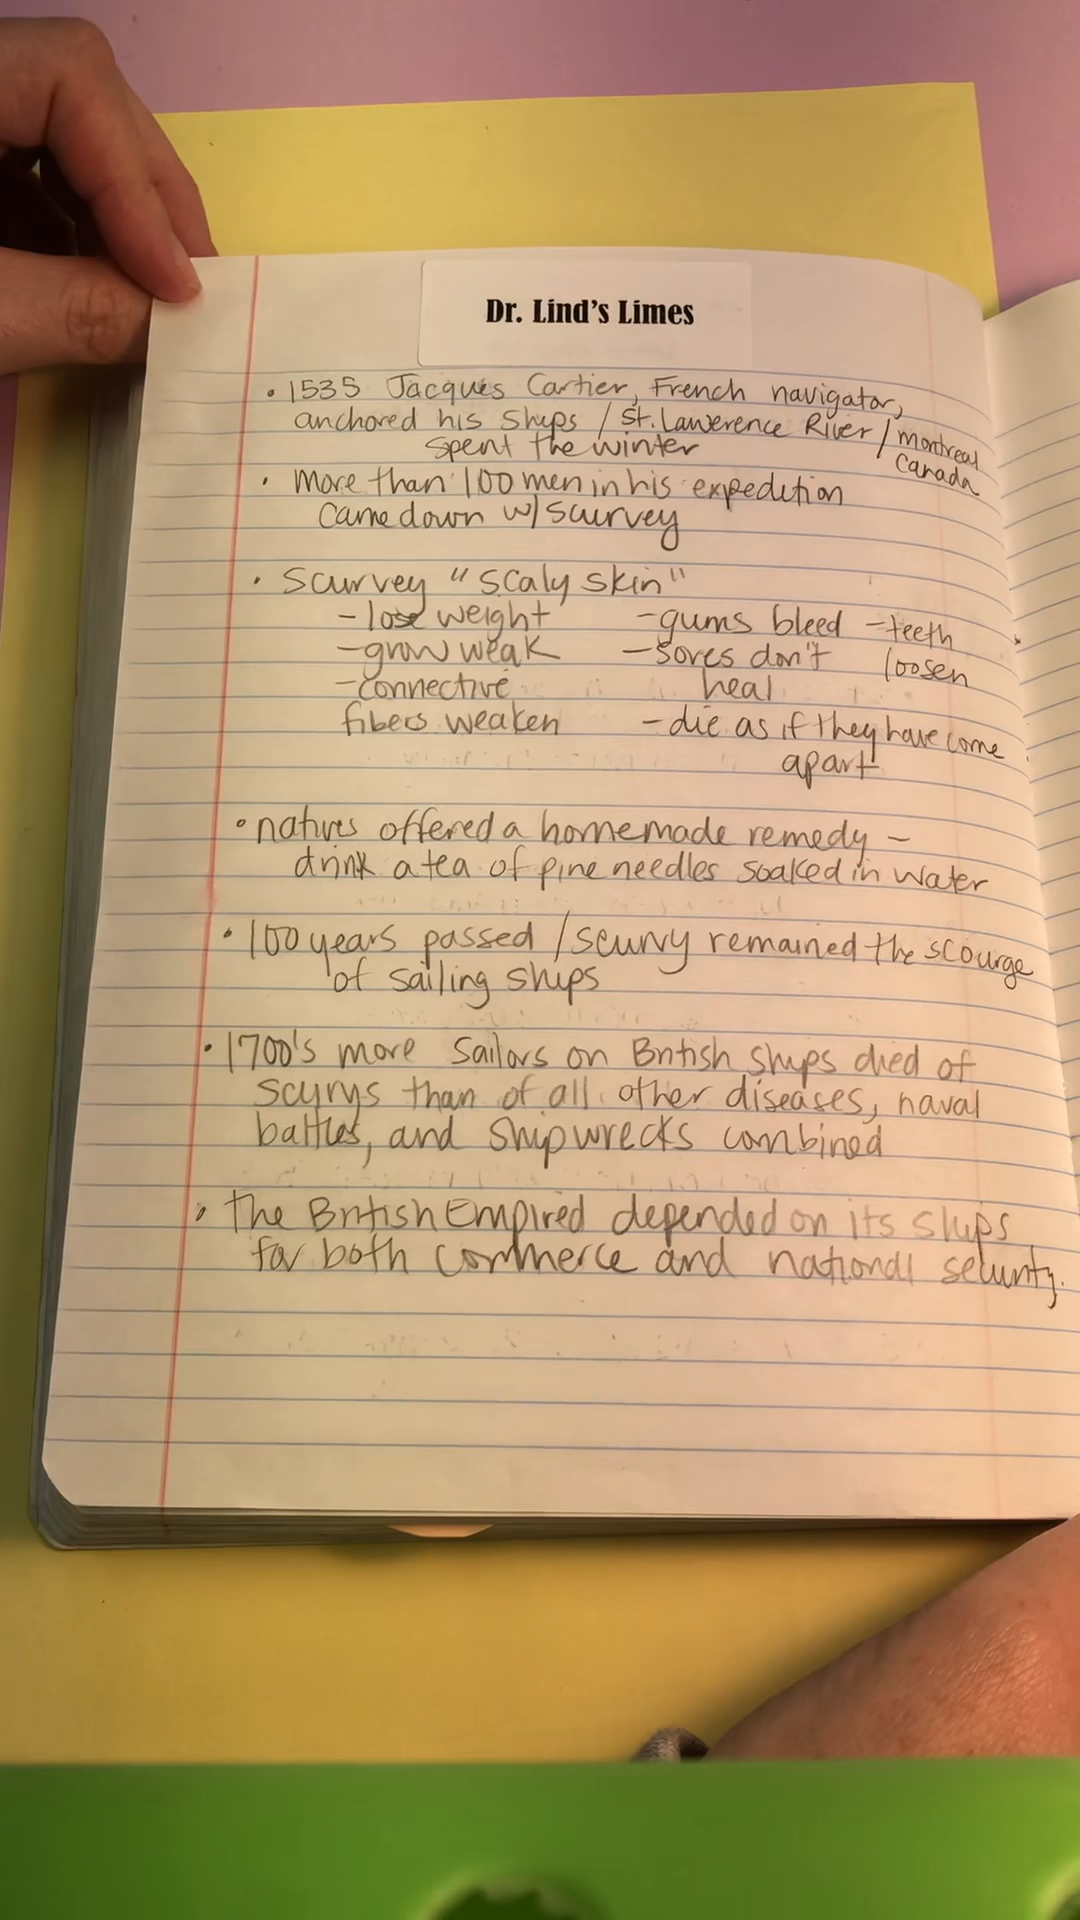 Dr. Lind's Limes
• 1535 Jacques Cartier, French navigator,
anchored his ships / St. Lawerence River / montreal
Canada
spent the winter
• more than 100 men in his expedition
came down w/ scurvey
• scurvey "scaly skin"
- lose weight - gums bleed - teeth
- grow weak - sores don't loosen
- connective heal
fibers weaken - die as if they have come
apart
• natives offered a homemade remedy -
drink a tea of pine needles soaked in water
• 100 years passed / scurvy remained the scourge
of sailing ships
• 1700's more sailors on British ships died of
scyrys than of all other diseases, naval
battles, and shipwrecks combined
• The British Empired depended on its ships
for both commerce and national security.